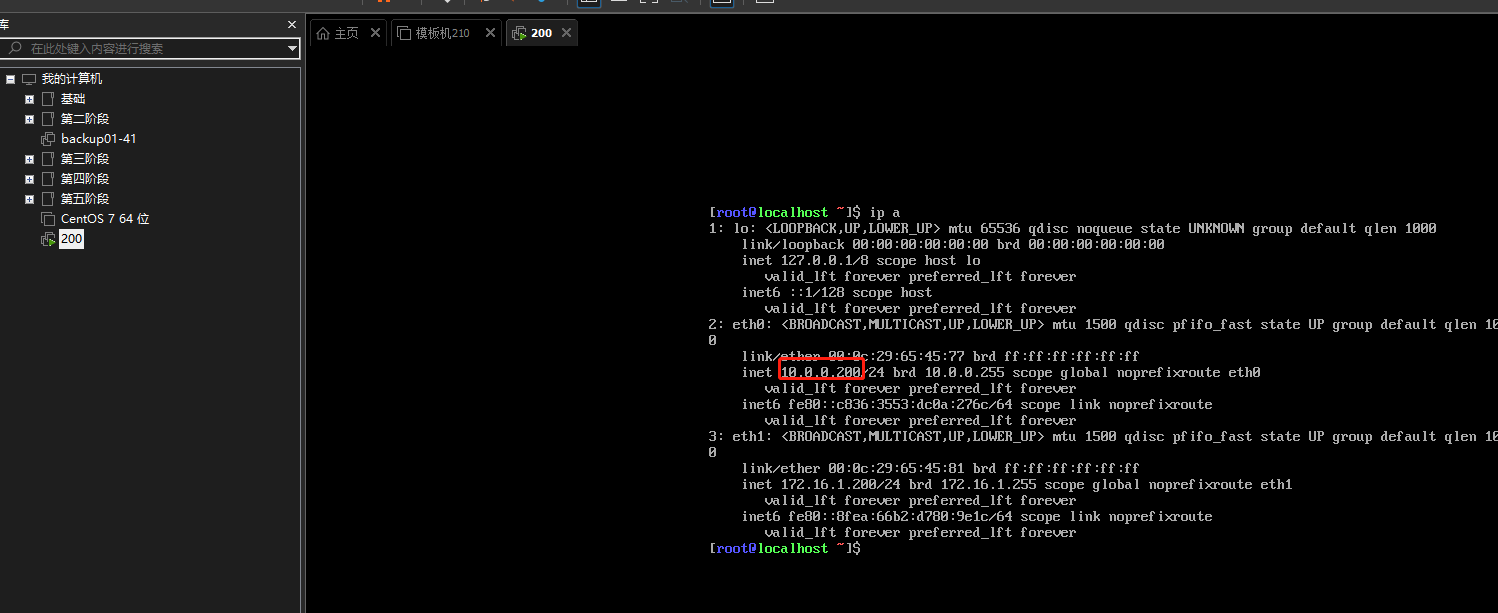 库
主页
模板机210
200
在此处键入内容进行搜索
我的计算机
基础
第二阶段
backup01-41
第三阶段
第四阶段
第五阶段
CentOS 7 64 位
200
[root@localhost ~]$ ip a
1: lo: <LOOPBACK,UP,LOWER_UP> mtu 65536 qdisc noqueue state UNKNOWN group default qlen 1000
link/loopback 00:00:00:00:00:00 brd 00:00:00:00:00:00
inet 127.0.0.1/8 scope host lo
valid_lft forever preferred_lft forever
inet6 ::1/128 scope host
valid_lft forever preferred_lft forever
2: eth0: <BROADCAST,MULTICAST,UP,LOWER_UP> mtu 1500 qdisc pfifo_fast state UP group default qlen 10
0
link/ether 00:0c:29:65:45:77 brd ff:ff:ff:ff:ff:ff
inet 10.0.0.200/24 brd 10.0.0.255 scope global noprefixroute eth0
valid_lft forever preferred_lft forever
inet6 fe80::c836:3553:dc0a:276c/64 scope link noprefixroute
valid_lft forever preferred_lft forever
3: eth1: <BROADCAST,MULTICAST,UP,LOWER_UP> mtu 1500 qdisc pfifo_fast state UP group default qlen 10
0
link/ether 00:0c:29:65:45:81 brd ff:ff:ff:ff:ff:ff
inet 172.16.1.200/24 brd 172.16.1.255 scope global noprefixroute eth1
valid_lft forever preferred_lft forever
inet6 fe80::8fea:66b2:d780:9e1c/64 scope link noprefixroute
valid_lft forever preferred_lft forever
[root@localhost ~]$